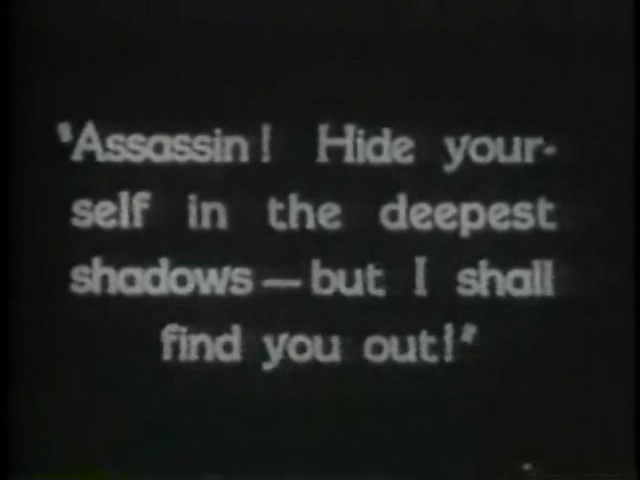 "Assassin! Hide your-
self in the deepest
shadows—but I shall
find you out!"